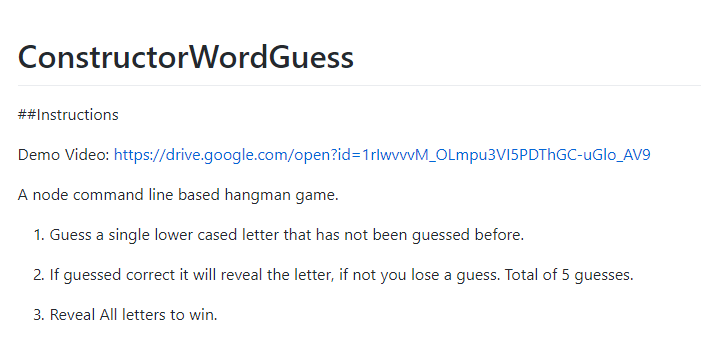 ConstructorWordGuess
##Instructions
Demo Video: https://drive.google.com/open?id=1rIwvvvM_OLmpu3VI5PDThGC-uGlo_AV9
A node command line based hangman game.
1. Guess a single lower cased letter that has not been guessed before.
2. If guessed correct it will reveal the letter, if not you lose a guess. Total of 5 guesses.
3. Reveal All letters to win.